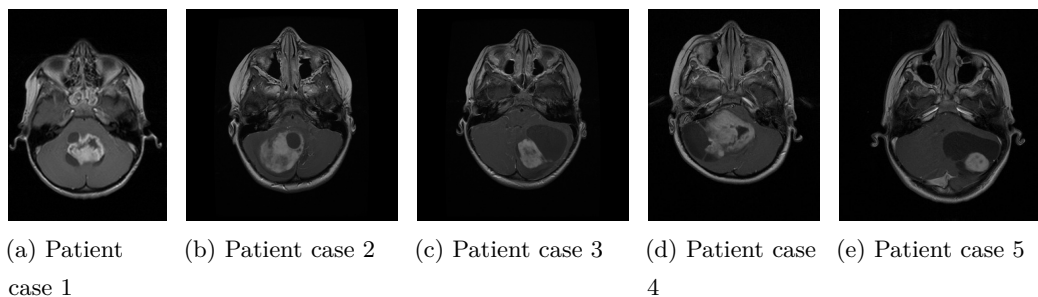 (a) Patient case 1
(b) Patient case 2
(c) Patient case 3
(d) Patient case 4
(e) Patient case 5